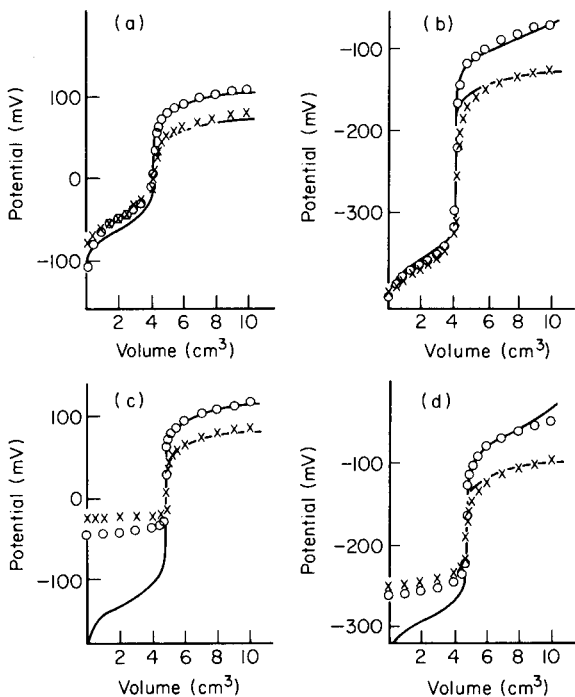 (a)
Potential (mV)
100
0
-100
2 4 6 8 10
Volume (cm³)
(b)
Potential (mV)
-100
-200
-300
2 4 6 8 10
Volume (cm³)
(c)
Potential (mV)
100
0
-100
2 4 6 8 10
Volume (cm³)
(d)
Potential (mV)
-100
-200
-300
2 4 6 8 10
Volume (cm³)